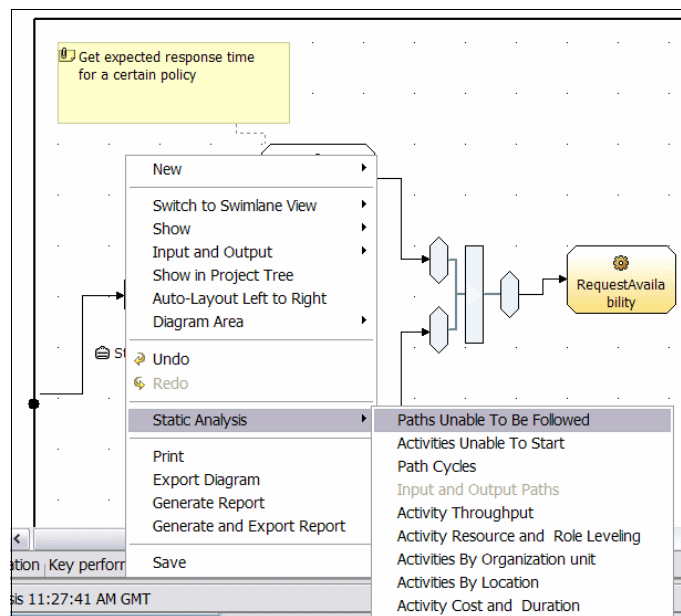 Get expected response time
for a certain policy
New
Switch to Swimlane View
Show
Input and Output
Show in Project Tree
Auto-Layout Left to Right
Diagram Area
Undo
Redo
Static Analysis
Print
Export Diagram
Generate Report
Generate and Export Report
Save
Paths Unable To Be Followed
Activities Unable To Start
Path Cycles
Input and Output Paths
Activity Throughput
Activity Resource and Role Leveling
Activities By Organization unit
Activities By Location
Activity Cost and Duration
RequestAvaila
bility
St
ation Key perforr
sis 11:27:41 AM GMT